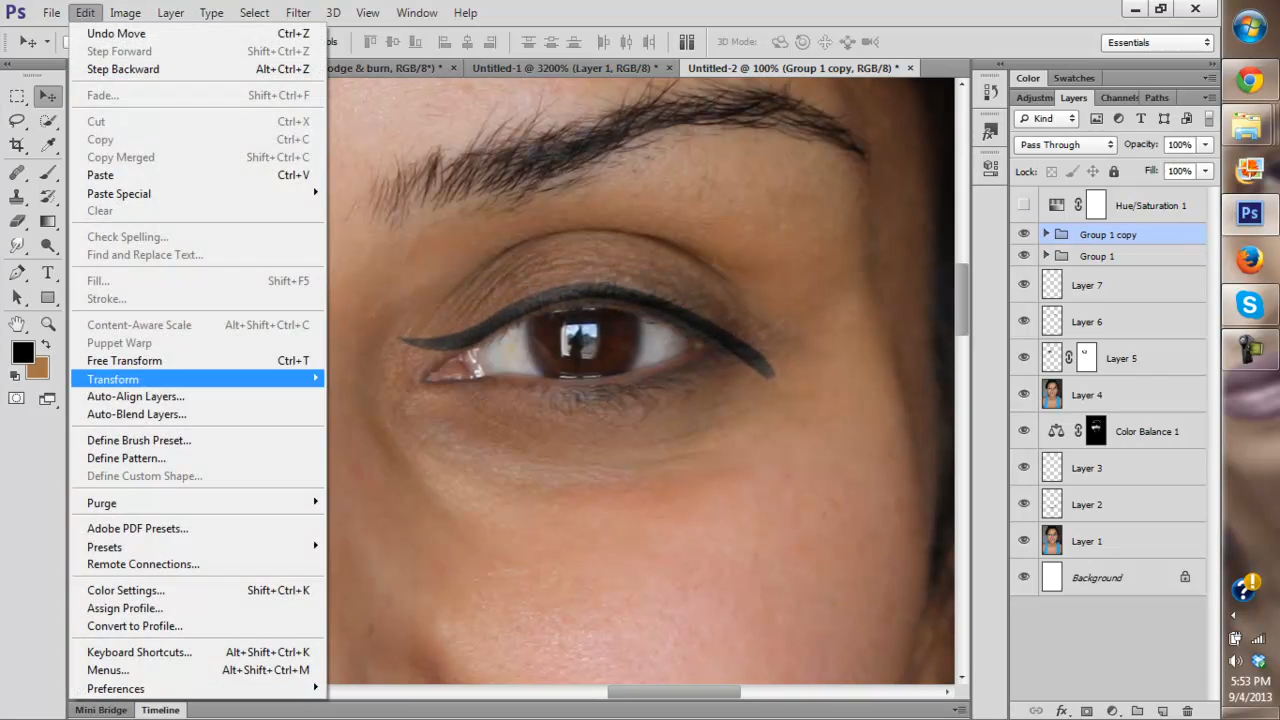 Ps File Edit Image Layer Type Select Filter 3D View Window Help
3D Mode: Essentials
odge & burn, RGB/8*) * × Untitled-1 @ 3200% (Layer 1, RGB/8) * × Untitled-2 @ 100% (Group 1 copy, RGB/8) * ×
Undo Move Ctrl+Z
Step Forward Shift+Ctrl+Z
Step Backward Alt+Ctrl+Z
Fade... Shift+Ctrl+F
Cut Ctrl+X
Copy Ctrl+C
Copy Merged Shift+Ctrl+C
Paste Ctrl+V
Paste Special
Clear
Check Spelling...
Find and Replace Text...
Fill... Shift+F5
Stroke...
Content-Aware Scale Alt+Shift+Ctrl+C
Puppet Warp
Free Transform Ctrl+T
Transform
Auto-Align Layers...
Auto-Blend Layers...
Define Brush Preset...
Define Pattern...
Define Custom Shape...
Purge
Adobe PDF Presets...
Presets
Remote Connections...
Color Settings... Shift+Ctrl+K
Assign Profile...
Convert to Profile...
Keyboard Shortcuts... Alt+Shift+Ctrl+K
Menus... Alt+Shift+Ctrl+M
Preferences
Mini Bridge Timeline
Color Swatches
Adjustm Layers Channels Paths
Kind
Pass Through Opacity: 100%
Lock: Fill: 100%
Hue/Saturation 1
Group 1 copy
Group 1
Layer 7
Layer 6
Layer 5
Layer 4
Color Balance 1
Layer 3
Layer 2
Layer 1
Background
fx
Ps
5:53 PM
9/4/2013